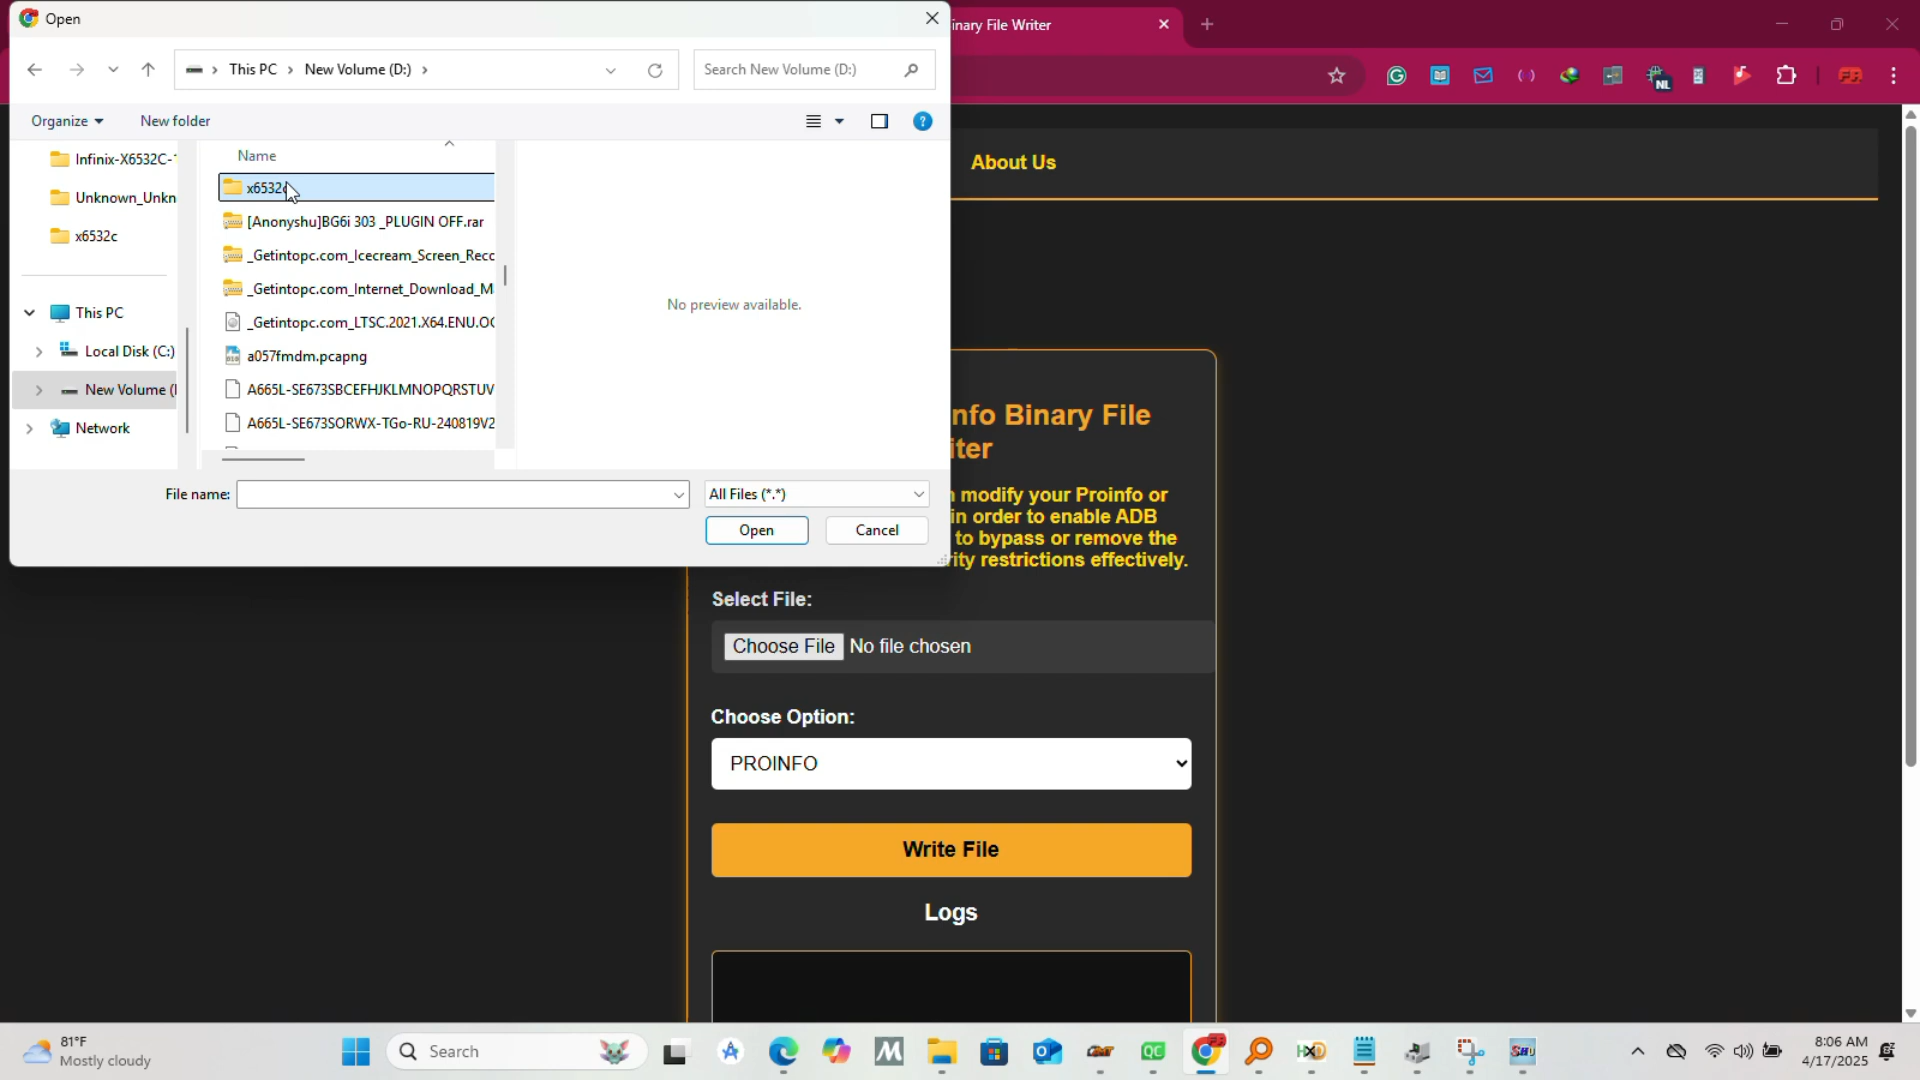 Open
inary File Writer
This PC
New Volume (D:)
Search New Volume (D:)
Organize
New folder
NL
FR
About Us
Infinix-X6532C-
Unknown_Unkn
x6532c
This PC
Local Disk (C:)
New Volume (
Network
Name
x6532c
[Anonyshu]BG6i 303 _PLUGIN OFF.rar
_Getintopc.com_Icecream_Screen_Reco
_Getintopc.com_Internet_Download_M
_Getintopc.com_LTSC.2021.X64.ENU.OC
a057fmdm.pcapng
A665L-SE673SBCEFHJKLMNOPQRSTUV
A665L-SE673SORWX-TGo-RU-240819V2
No preview available.
File name:
All Files (*.*)
Open
Cancel
nfo Binary File
iter
modify your Proinfo or
in order to enable ADB
to bypass or remove the
rity restrictions effectively.
Select File:
Choose File No file chosen
Choose Option:
PROINFO
Write File
Logs
81°F
Mostly cloudy
Search
8:06 AM
4/17/2025